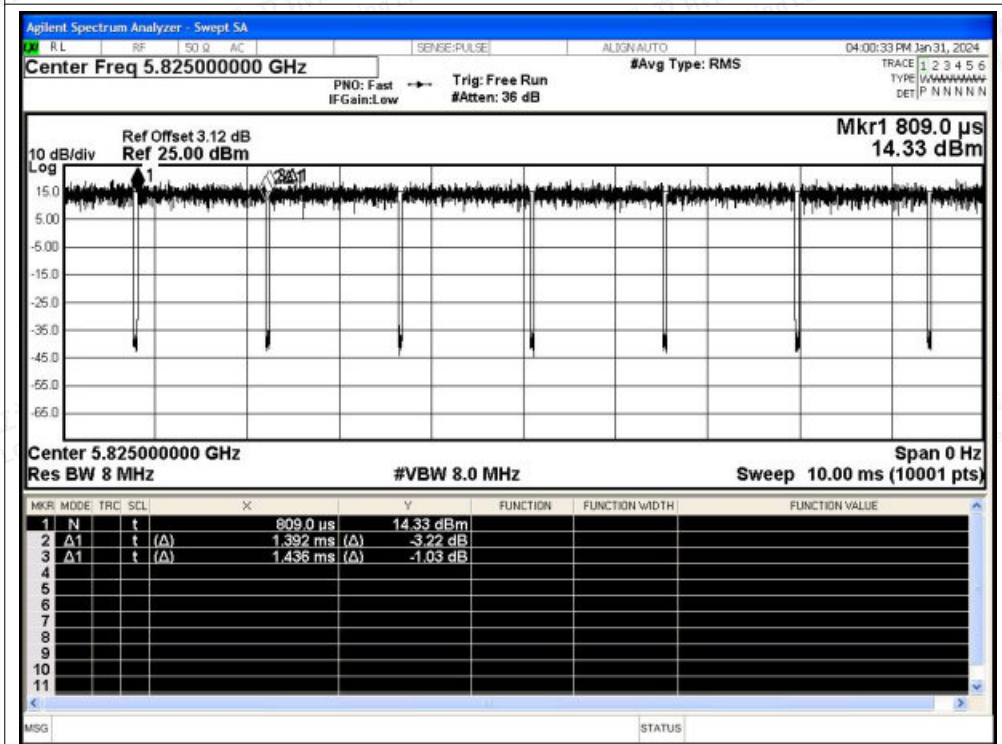 Agilent Spectrum Analyzer - Swept SA
RL RF 50 Ω AC SENSE:PULSE ALIGN AUTO 04:00:33 PM Jan 31, 2024
Center Freq 5.825000000 GHz #Avg Type: RMS TRACE 1 2 3 4 5 6
PNO: Fast Trig: Free Run TYPE
IFGain:Low #Atten: 36 dB DET P N N N N N
Mkr1 809.0 µs
Ref Offset 3.12 dB
10 dB/div Ref 25.00 dBm 14.33 dBm
Log
1
15.0
5.00
-5.00
-15.0
-25.0
-35.0
-45.0
-55.0
-65.0
Center 5.825000000 GHz Span 0 Hz
Res BW 8 MHz #VBW 8.0 MHz Sweep 10.00 ms (10001 pts)
MKR MODE TRC SCL X Y FUNCTION FUNCTION WIDTH FUNCTION VALUE
1 N t 809.0 µs 14.33 dBm
2 Δ1 t (Δ) 1.392 ms (Δ) -3.22 dB
3 Δ1 t (Δ) 1.436 ms (Δ) -1.03 dB
4
5
6
7
8
9
10
11
MSG STATUS